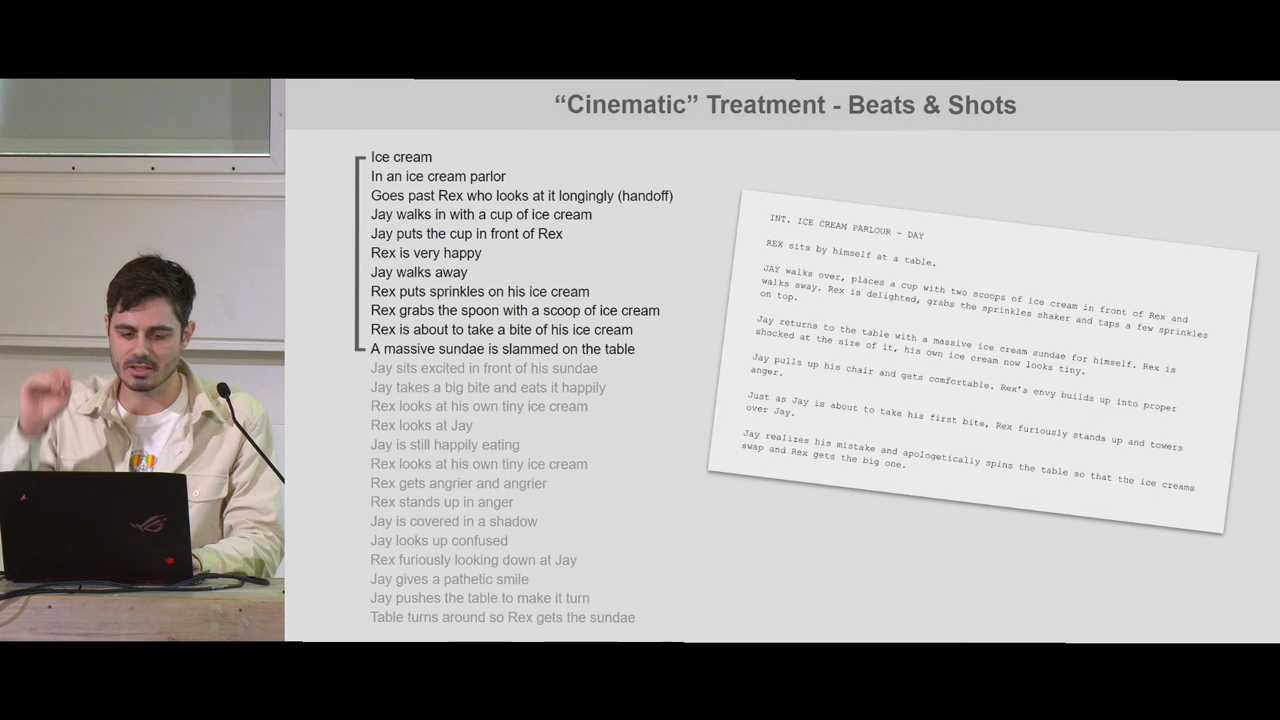 “Cinematic” Treatment - Beats & Shots
Ice cream
In an ice cream parlor
Goes past Rex who looks at it longingly (handoff)
Jay walks in with a cup of ice cream
Jay puts the cup in front of Rex
Rex is very happy
Jay walks away
Rex puts sprinkles on his ice cream
Rex grabs the spoon with a scoop of ice cream
Rex is about to take a bite of his ice cream
A massive sundae is slammed on the table
Jay sits excited in front of his sundae
Jay takes a big bite and eats it happily
Rex looks at his own tiny ice cream
Rex looks at Jay
Jay is still happily eating
Rex looks at his own tiny ice cream
Rex gets angrier and angrier
Rex stands up in anger
Jay is covered in a shadow
Jay looks up confused
Rex furiously looking down at Jay
Jay gives a pathetic smile
Jay pushes the table to make it turn
Table turns around so Rex gets the sundae
INT. ICE CREAM PARLOUR - DAY
REX sits by himself at a table.
JAY walks over, places a cup with two scoops of ice cream in front of Rex and
walks away. Rex is delighted, grabs the sprinkles shaker and taps a few sprinkles
on top.
Jay returns to the table with a massive ice cream sundae for himself. Rex is
shocked at the size of it, his own ice cream now looks tiny.
Jay pulls up his chair and gets comfortable. Rex's envy builds up into proper
anger.
Just as Jay is about to take his first bite, Rex furiously stands up and towers
over Jay.
Jay realizes his mistake and apologetically spins the table so that the ice creams
swap and Rex gets the big one.